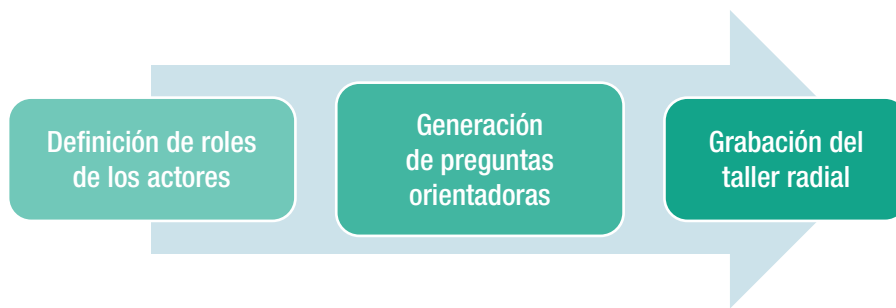 Definición de roles
de los actores
Generación
de preguntas
orientadoras
Grabación del
taller radial